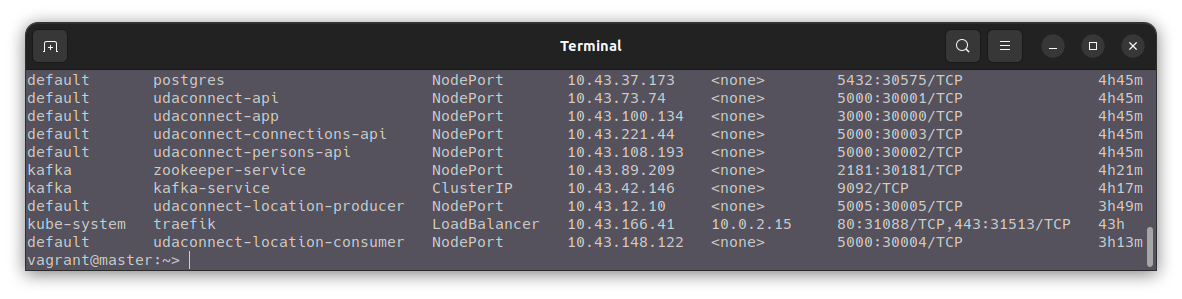 Terminal
default postgres NodePort 10.43.37.173 <none> 5432:30575/TCP 4h45m
default udaconnect-api NodePort 10.43.73.74 <none> 5000:30001/TCP 4h45m
default udaconnect-app NodePort 10.43.100.134 <none> 3000:30000/TCP 4h45m
default udaconnect-connections-api NodePort 10.43.221.44 <none> 5000:30003/TCP 4h45m
default udaconnect-persons-api NodePort 10.43.108.193 <none> 5000:30002/TCP 4h45m
kafka zookeeper-service NodePort 10.43.89.209 <none> 2181:30181/TCP 4h21m
kafka kafka-service ClusterIP 10.43.42.146 <none> 9092/TCP 4h17m
default udaconnect-location-producer NodePort 10.43.12.10 <none> 5005:30005/TCP 3h49m
kube-system traefik LoadBalancer 10.43.166.41 10.0.2.15 80:31088/TCP,443:31513/TCP 43h
default udaconnect-location-consumer NodePort 10.43.148.122 <none> 5000:30004/TCP 3h13m
vagrant@master:~>